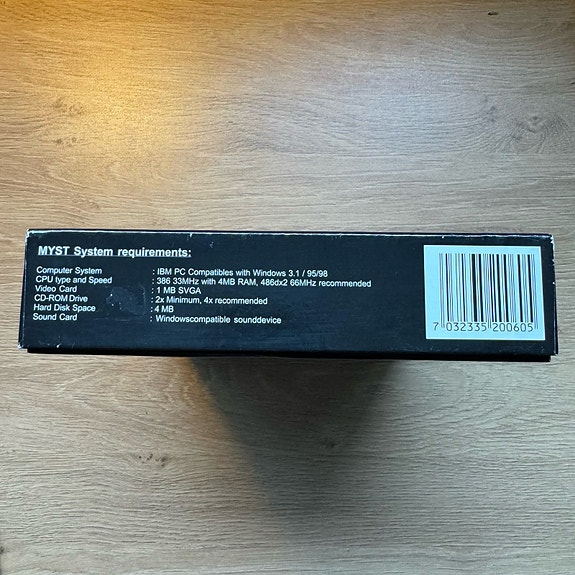 MYST System requirements:
Computer System : IBM PC Compatibles with Windows 3.1 / 95/98
CPU type and Speed : 386 33MHz with 4MB RAM, 486dx2 66MHz recommended
Video Card : 1 MB SVGA
CD-ROM Drive : 2x Minimum, 4x recommended
Hard Disk Space : 4 MB
Sound Card : Windowscompatible sounddevice
7 032335 200605